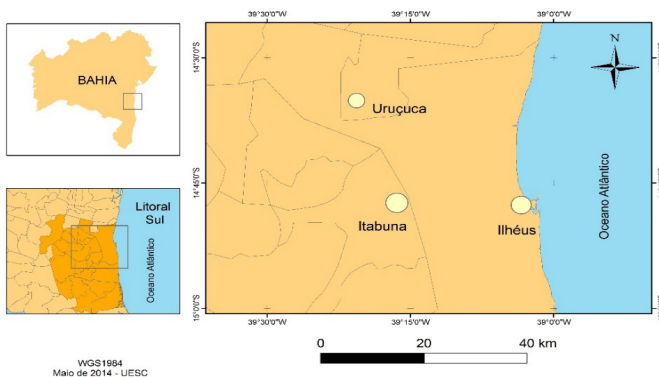 BAHIA
Litoral
Sul
Oceano Atlântico
WGS1984
Maio de 2014 - UESC
39°30'0"W
39°15'0"W
39°0'0"W
14°30'0"S
14°45'0"S
15°0'0"S
N
Uruçuca
Itabuna
Ilhéus
Oceano Atlântico
39°30'0"W
39°15'0"W
39°0'0"W
0
20
40 km